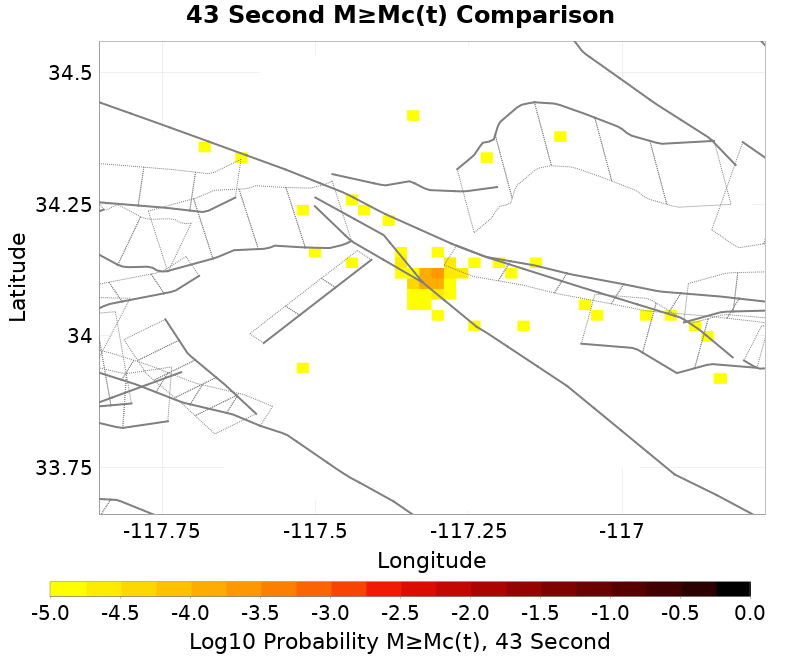 43 Second M≥Mc(t) Comparison
34.5
34.25
34
33.75
Latitude
-117.75 -117.5 -117.25 -117
Longitude
-5.0 -4.5 -4.0 -3.5 -3.0 -2.5 -2.0 -1.5 -1.0 -0.5 0.0
Log10 Probability M≥Mc(t), 43 Second